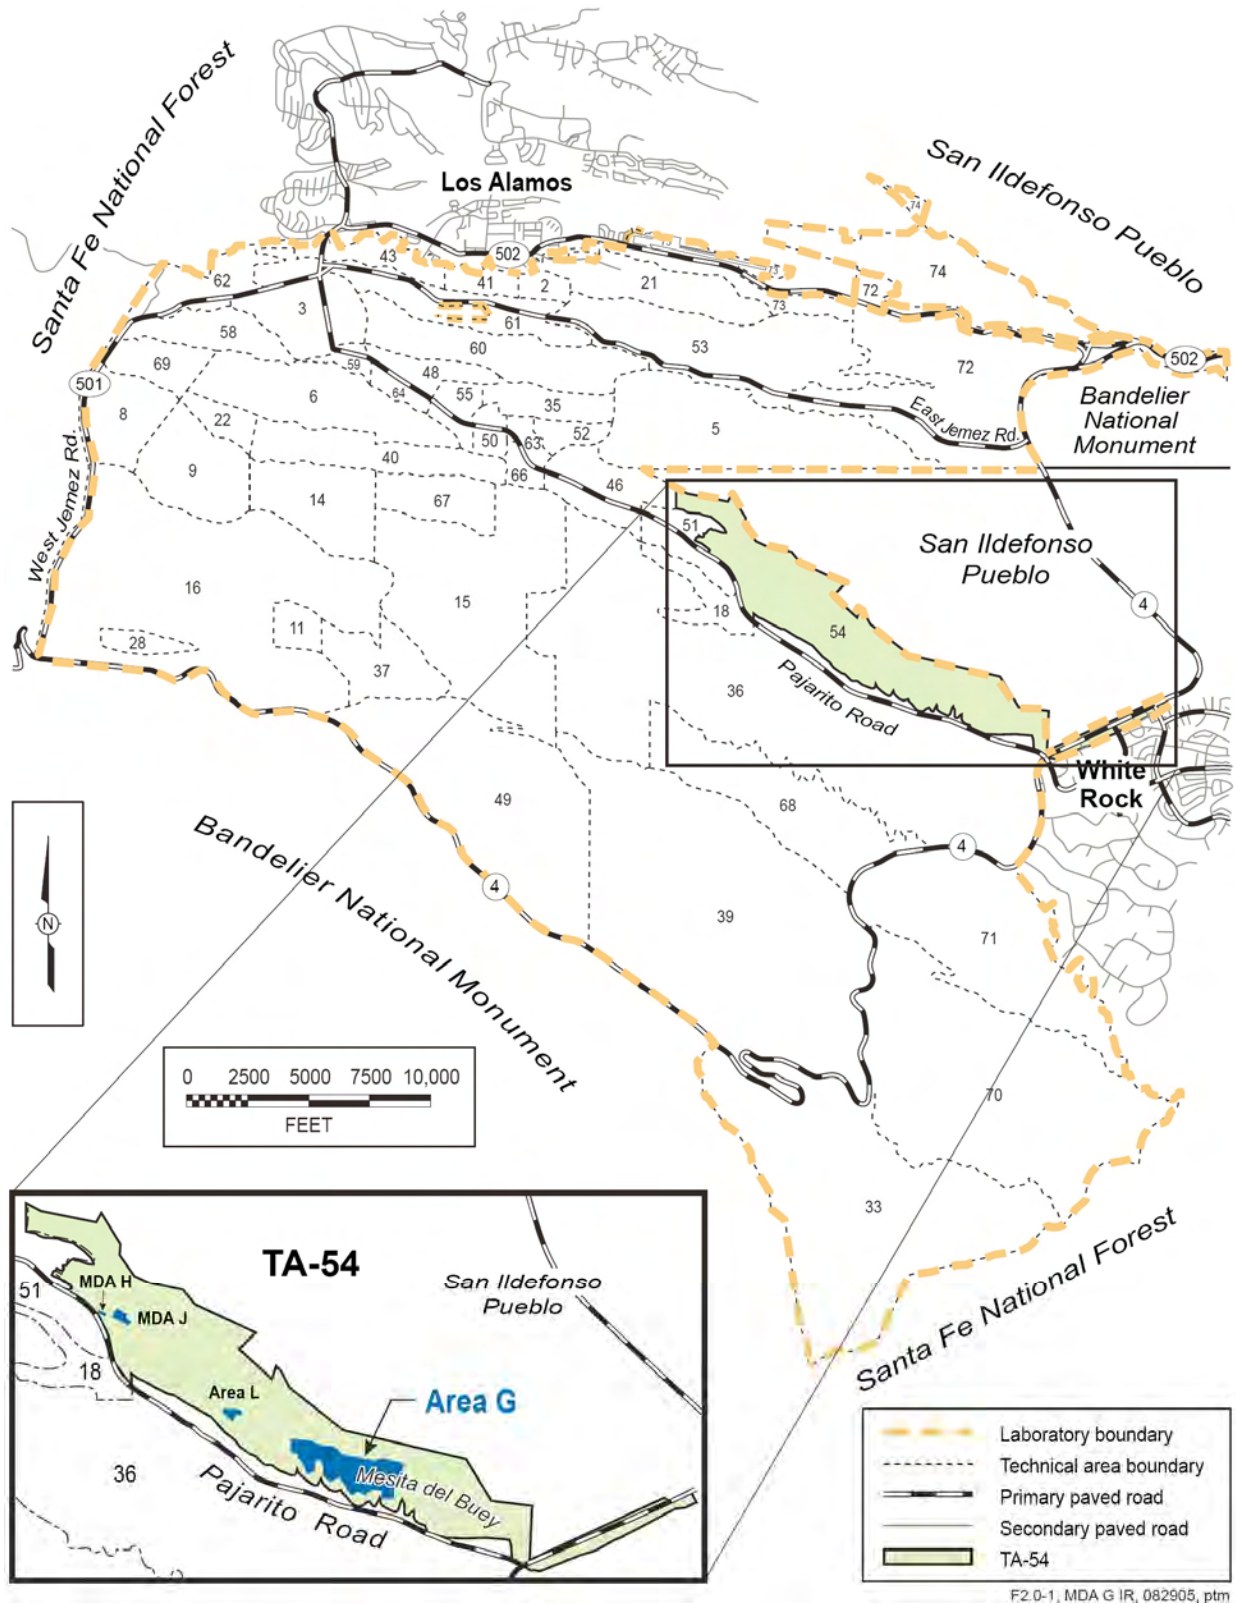 Santa Fe National Forest
San Ildefonso Pueblo
Los Alamos
74
74
502
43
62
41
2
21
73
72
73
3
61
58
60
53
72
502
69
59
48
501
8
6
64
55
35
East Jemez Rd.
Bandelier
National
Monument
22
50
63
52
5
40
9
66
46
14
67
West Jemez Rd.
51
San Ildefonso
Pueblo
16
15
18
4
11
54
28
37
36
Pajarito Road
White
Rock
49
68
Bandelier National Monument
4
4
39
71
N
0 2500 5000 7500 10,000
FEET
70
33
Santa Fe National Forest
TA-54
MDA H
51
MDA J
San Ildefonso
Pueblo
18
Area L
Area G
36
Mesita del Buey
Pajarito Road
Laboratory boundary
Technical area boundary
Primary paved road
Secondary paved road
TA-54
F2.0-1, MDA G IR, 082905, ptm